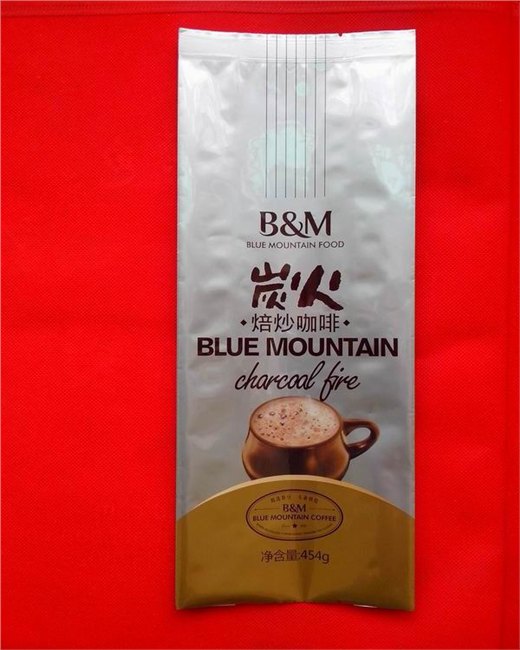 B&M
BLUE MOUNTAIN FOOD
炭火
焙炒咖啡
BLUE MOUNTAIN
charcoal fire
B&M
BLUE MOUNTAIN COFFEE
净含量:454g